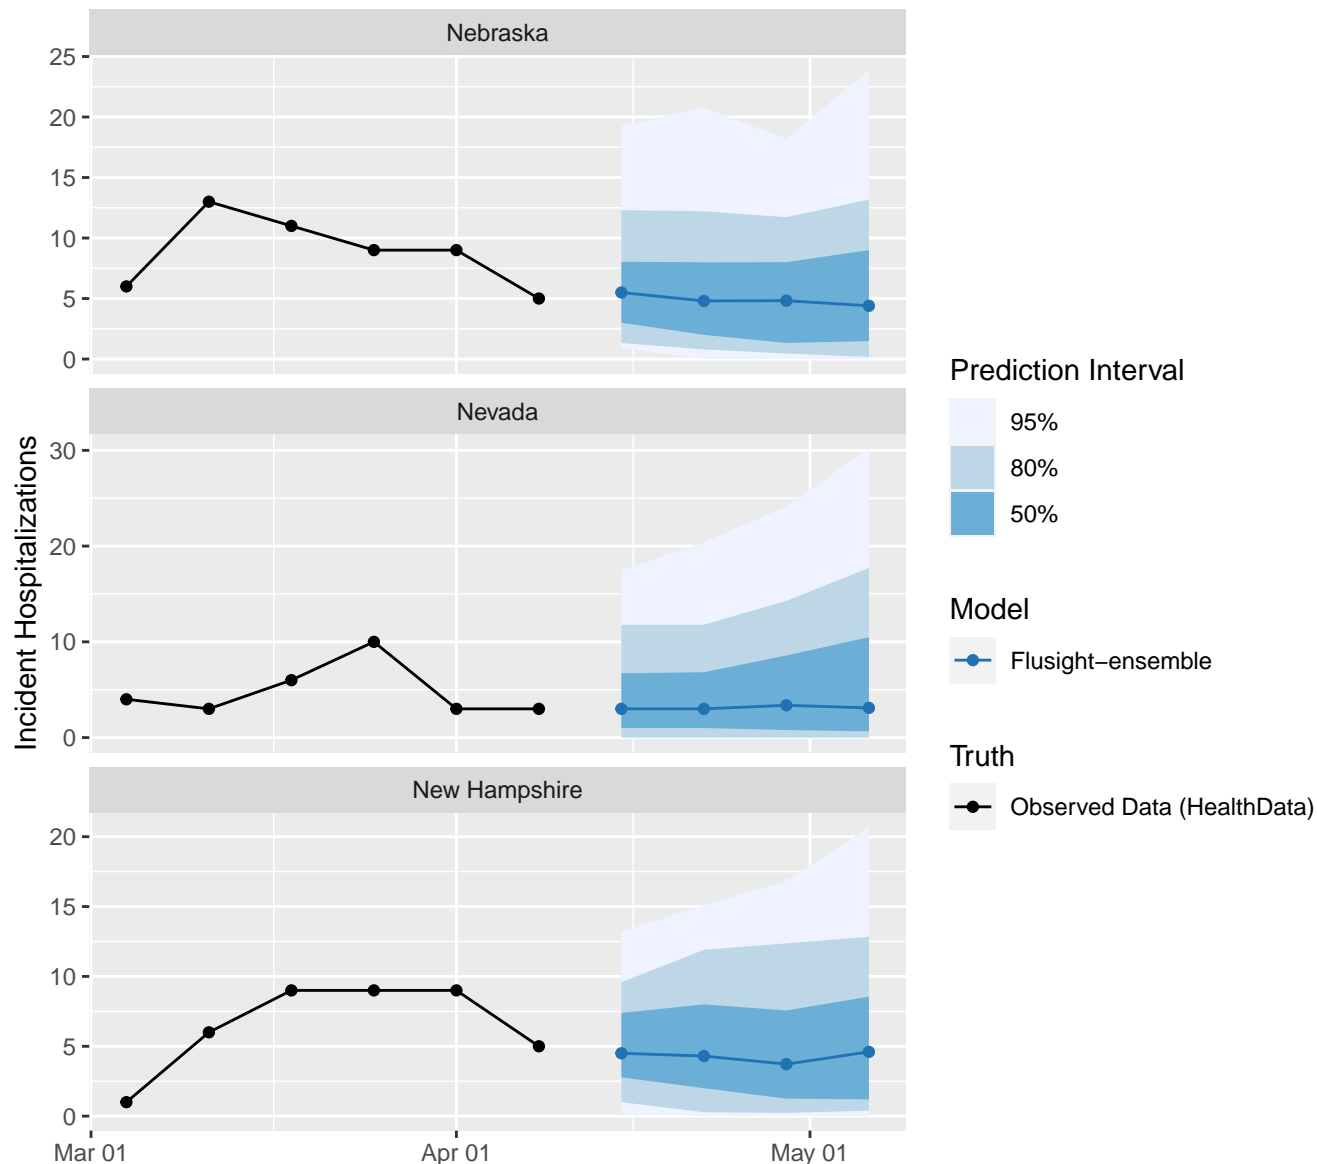 Nebraska
25
20
15
10
5
0
Nevada
30
20
10
0
New Hampshire
20
15
10
5
0
Mar 01
Apr 01
May 01
Incident Hospitalizations
Prediction Interval
95%
80%
50%
Model
Flusight−ensemble
Truth
Observed Data (HealthData)